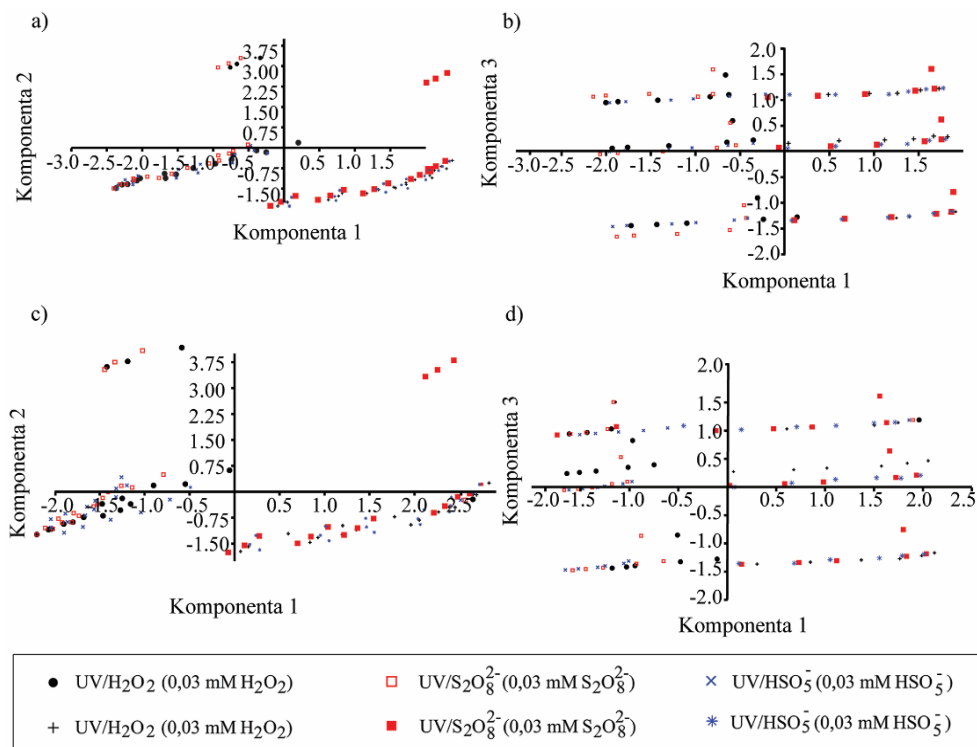 a)
Komponenta 2
3.75
3.00
2.25
1.50
0.75
-3.0 -2.5 -2.0 -1.5 -1.0 -0.5 0.5 1.0 1.5
-0.75
-1.50
Komponenta 1
b)
Komponenta 3
2.0
1.5
1.0
0.5
-2.0 -1.5 -1.0 -0.5 0.5 1.0 1.5
-0.5
-1.0
-1.5
-2.0
Komponenta 1
c)
Komponenta 2
3.75
3.00
2.25
1.50
0.75
-2.0 -1.5 -1.0 -0.5 0.5 1.0 1.5 2.0 2.5
-0.75
-1.50
Komponenta 1
d)
Komponenta 3
2.0
1.5
1.0
0.5
-2.0 -1.5 -1.0 -0.5 0.5 1.0 1.5 2.0 2.5
-0.5
-1.0
-1.5
-2.0
Komponenta 1
UV/H₂O₂ (0,03 mM H₂O₂) UV/S₂O₈²⁻ (0,03 mM S₂O₈²⁻) UV/HSO₅⁻ (0,03 mM HSO₅⁻)
UV/H₂O₂ (0,03 mM H₂O₂) UV/S₂O₈²⁻ (0,03 mM S₂O₈²⁻) UV/HSO₅⁻ (0,03 mM HSO₅⁻)